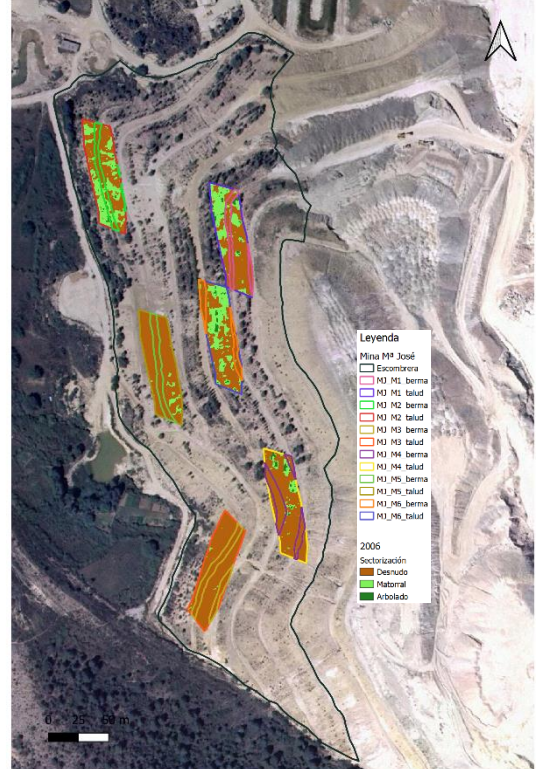 Leyenda
Mina Mª José
Escombrera
MJ_M1_berma
MJ_M1_talud
MJ_M2_berma
MJ_M2_talud
MJ_M3_berma
MJ_M3_talud
MJ_M4_berma
MJ_M4_talud
MJ_M5_berma
MJ_M5_talud
MJ_M6_berma
MJ_M6_talud
2006
Sectorización
Desnudo
Matorral
Arbolado
0 25 50 m